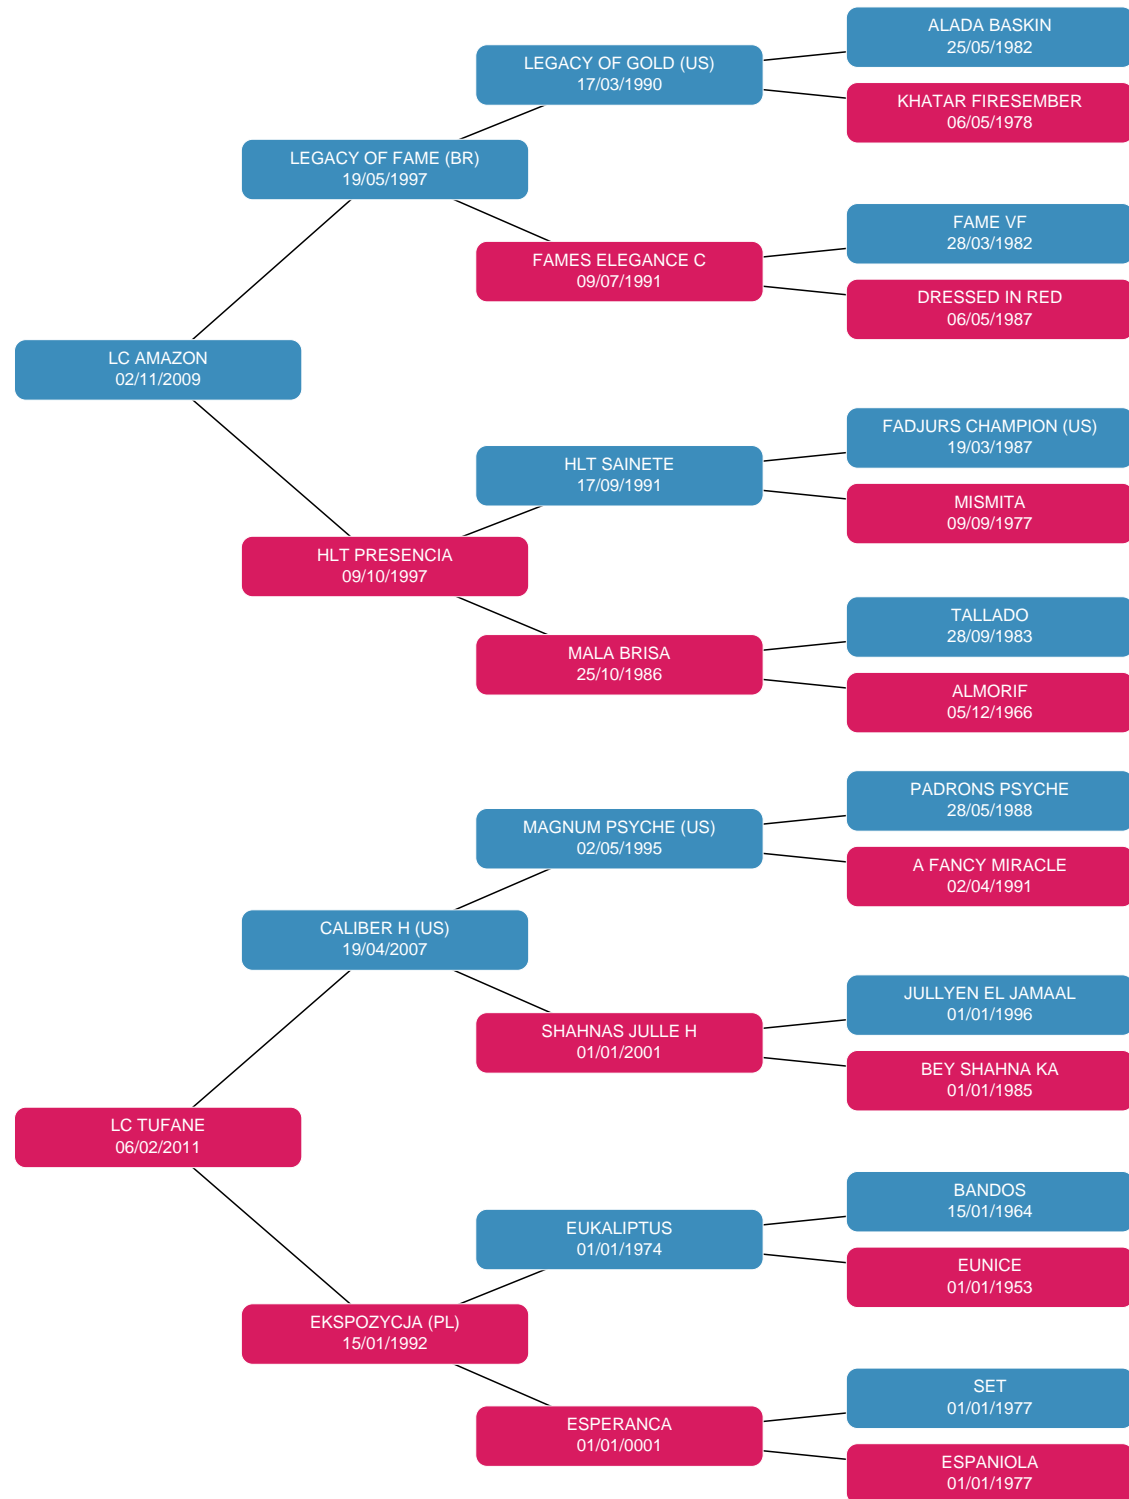 ALADA BASKIN
25/05/1982
LEGACY OF GOLD (US)
17/03/1990
KHATAR FIRESEMBER
06/05/1978
LEGACY OF FAME (BR)
19/05/1997
FAME VF
28/03/1982
FAMES ELEGANCE C
09/07/1991
DRESSED IN RED
06/05/1987
LC AMAZON
02/11/2009
FADJURS CHAMPION (US)
19/03/1987
HLT SAINETE
17/09/1991
MISMITA
09/09/1977
HLT PRESENCIA
09/10/1997
TALLADO
28/09/1983
MALA BRISA
25/10/1986
ALMORIF
05/12/1966
PADRONS PSYCHE
28/05/1988
MAGNUM PSYCHE (US)
02/05/1995
A FANCY MIRACLE
02/04/1991
CALIBER H (US)
19/04/2007
JULLYEN EL JAMAAL
01/01/1996
SHAHNAS JULLE H
01/01/2001
BEY SHAHNA KA
01/01/1985
LC TUFANE
06/02/2011
BANDOS
15/01/1964
EUKALIPTUS
01/01/1974
EUNICE
01/01/1953
EKSPOZYCJA (PL)
15/01/1992
SET
01/01/1977
ESPERANCA
01/01/0001
ESPANIOLA
01/01/1977